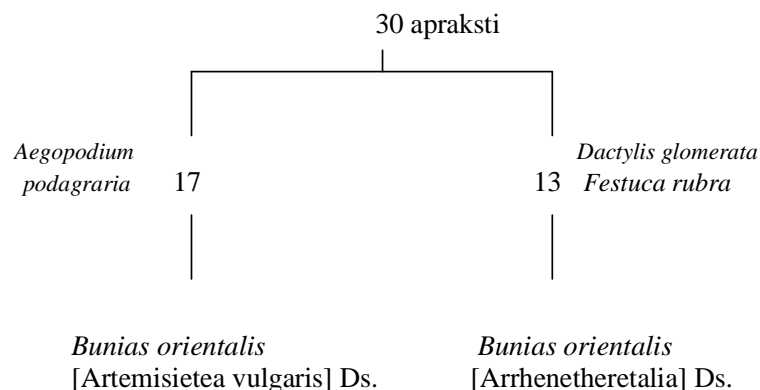 30 apraksti
Aegopodium
podagraria
17
13
Dactylis glomerata
Festuca rubra
Bunias orientalis
[Artemisietea vulgaris] Ds.
Bunias orientalis
[Arrhenetheretalia] Ds.